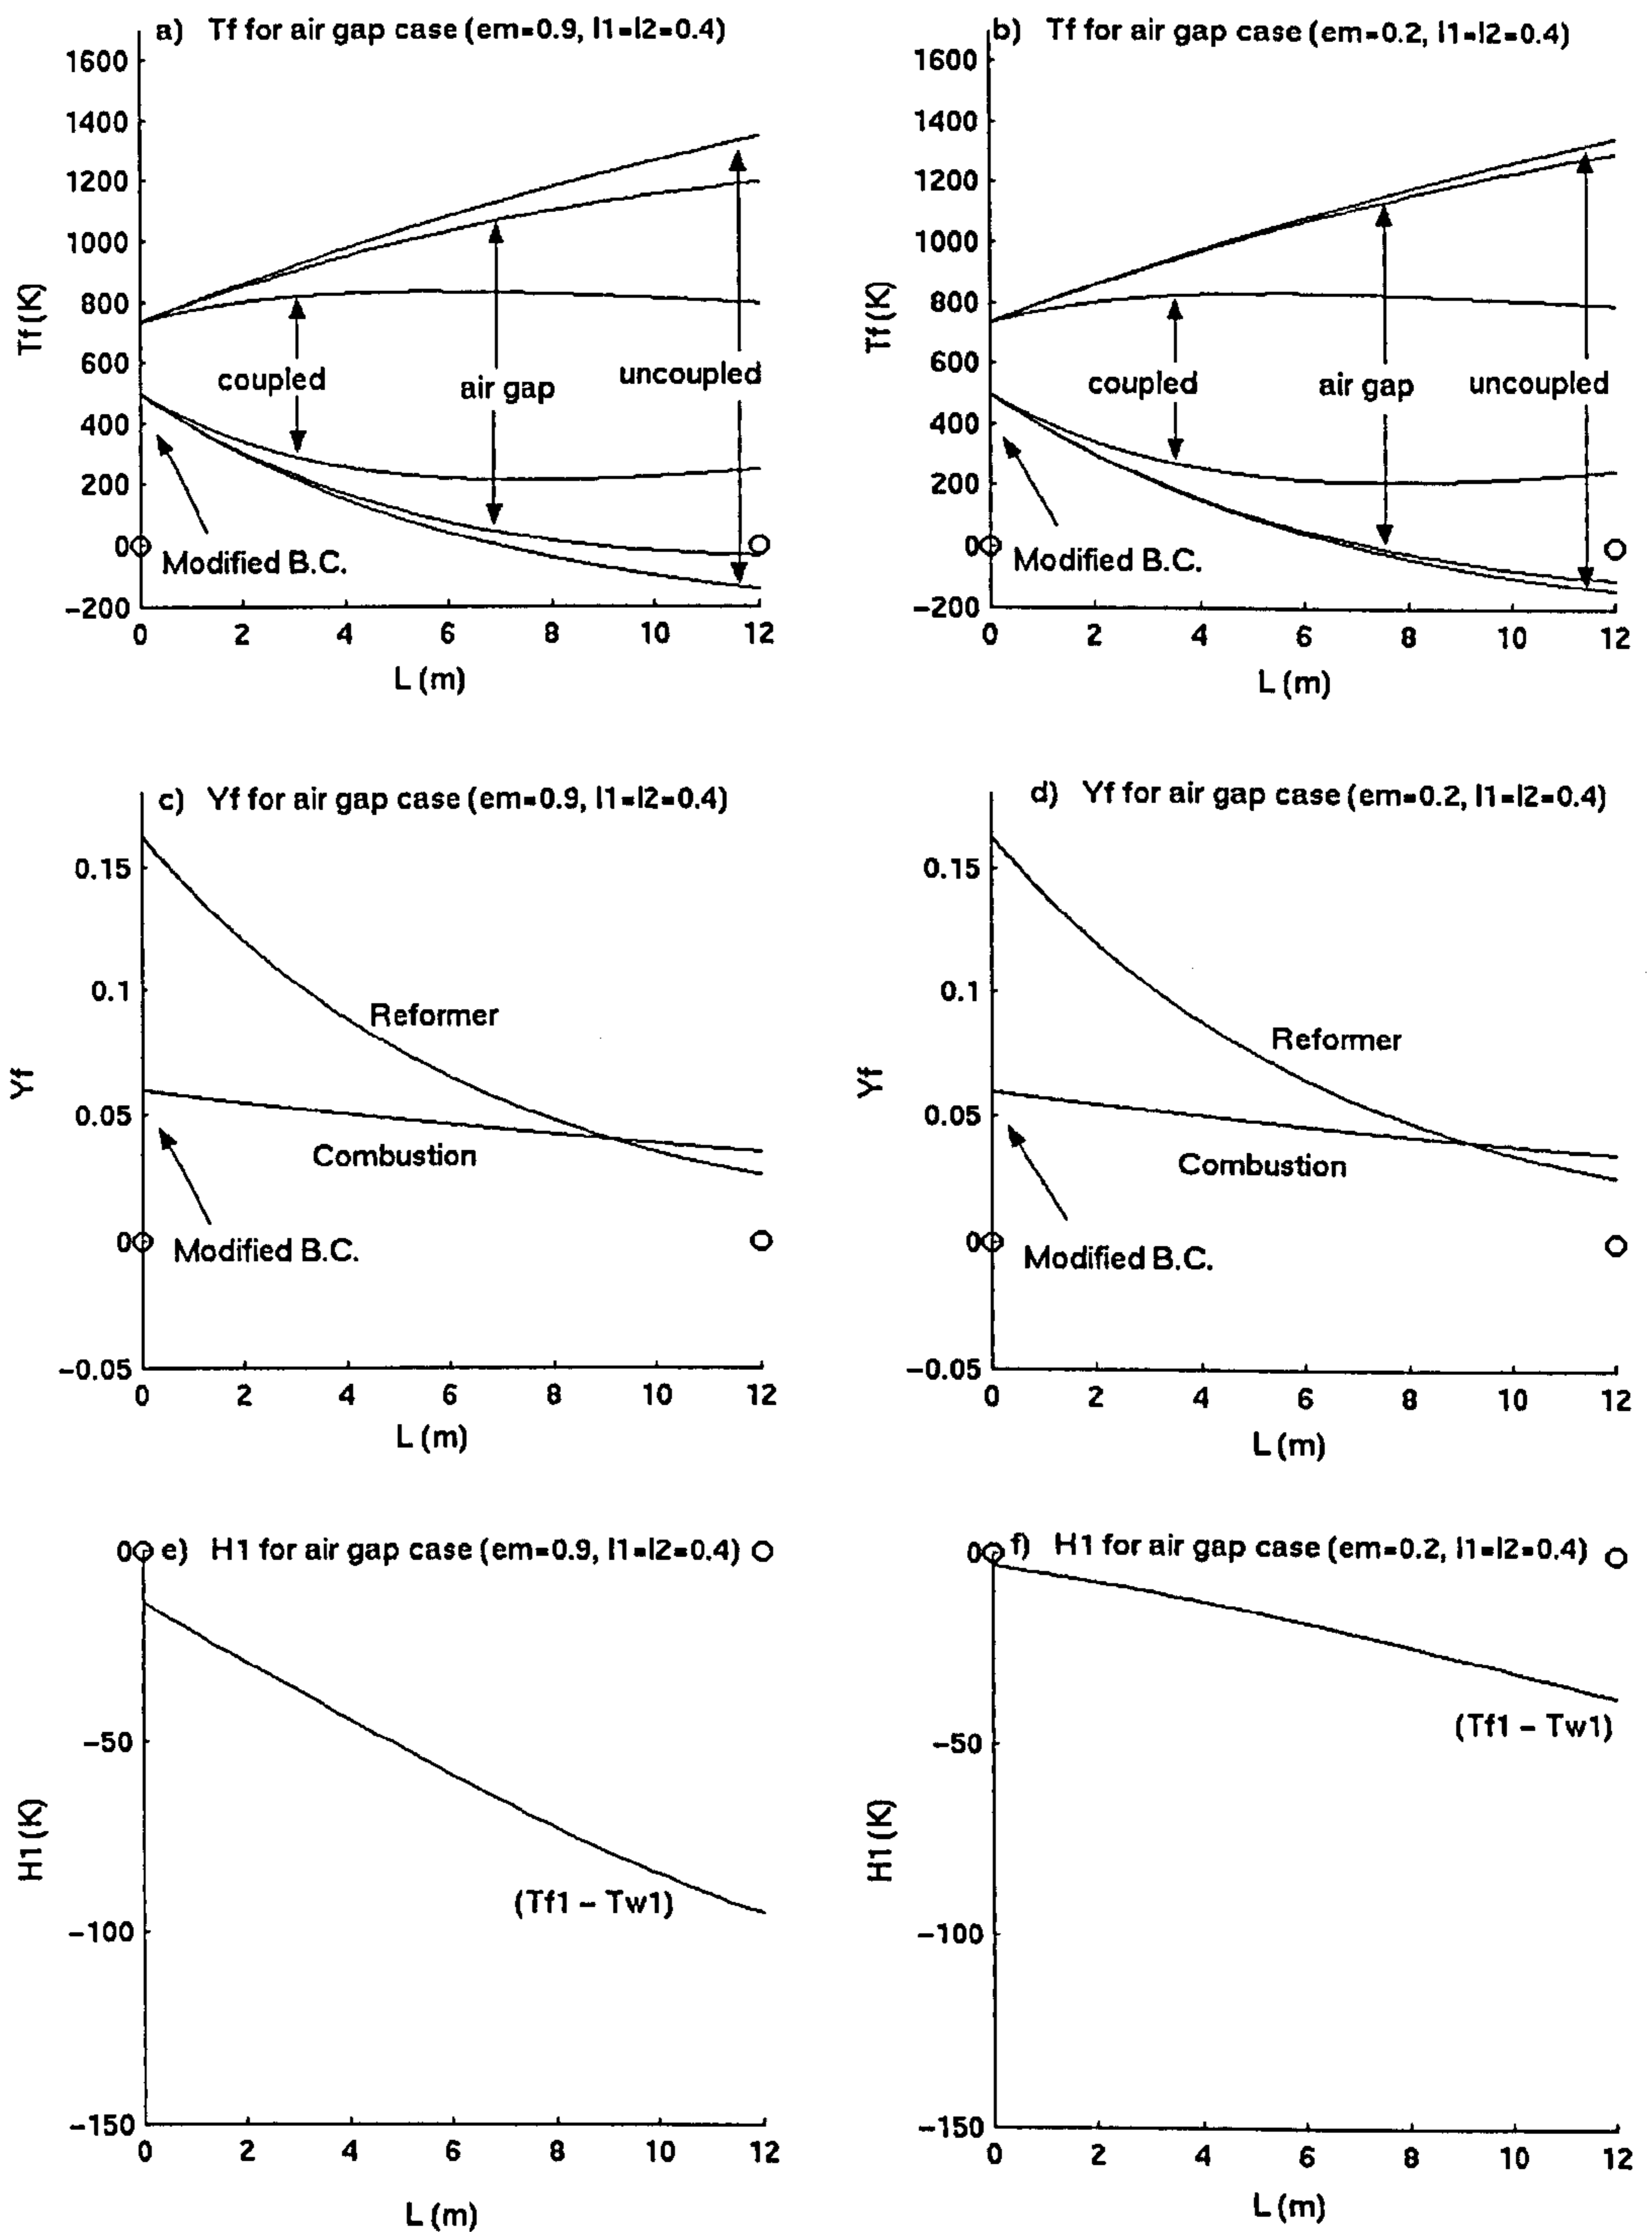 a) Tf for air gap case (em=0.9, l1=l2=0.4)
1600
1400
1200
1000
800
600
400
200
0
-200
Tf (K)
coupled
air gap
uncoupled
Modified B.C.
0 2 4 6 8 10 12
L (m)
b) Tf for air gap case (em=0.2, l1=l2=0.4)
1600
1400
1200
1000
800
600
400
200
0
-200
Tf (K)
coupled
air gap
uncoupled
Modified B.C.
0 2 4 6 8 10 12
L (m)
c) Yf for air gap case (em=0.9, l1=l2=0.4)
0.15
0.1
0.05
0
-0.05
Yf
Reformer
Combustion
Modified B.C.
0 2 4 6 8 10 12
L (m)
d) Yf for air gap case (em=0.2, l1=l2=0.4)
0.15
0.1
0.05
0
-0.05
Yf
Reformer
Combustion
Modified B.C.
0 2 4 6 8 10 12
L (m)
e) H1 for air gap case (em=0.9, l1=l2=0.4)
0
-50
-100
-150
H1 (K)
(Tf1 - Tw1)
0 2 4 6 8 10 12
L (m)
f) H1 for air gap case (em=0.2, l1=l2=0.4)
0
-50
-100
-150
H1 (K)
(Tf1 - Tw1)
0 2 4 6 8 10 12
L (m)